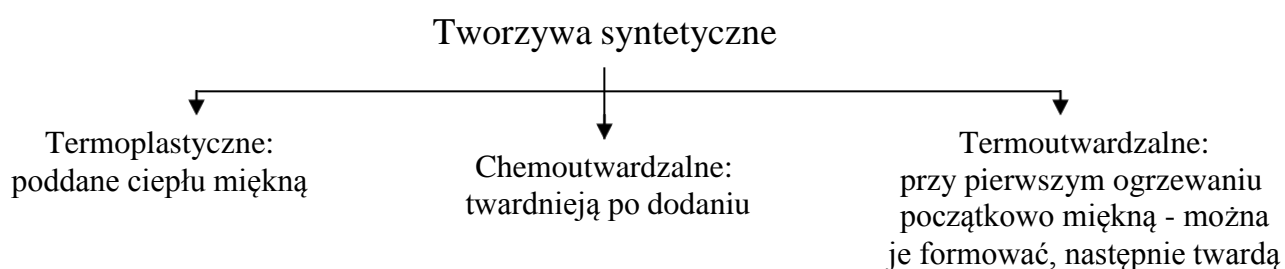 Tworzywa syntetyczne
Termoplastyczne:
poddane ciepłu miękną
Chemoutwardzalne:
twardnieją po dodaniu
Termoutwardzalne:
przy pierwszym ogrzewaniu
początkowo miękną - można
je formować, następnie twardą